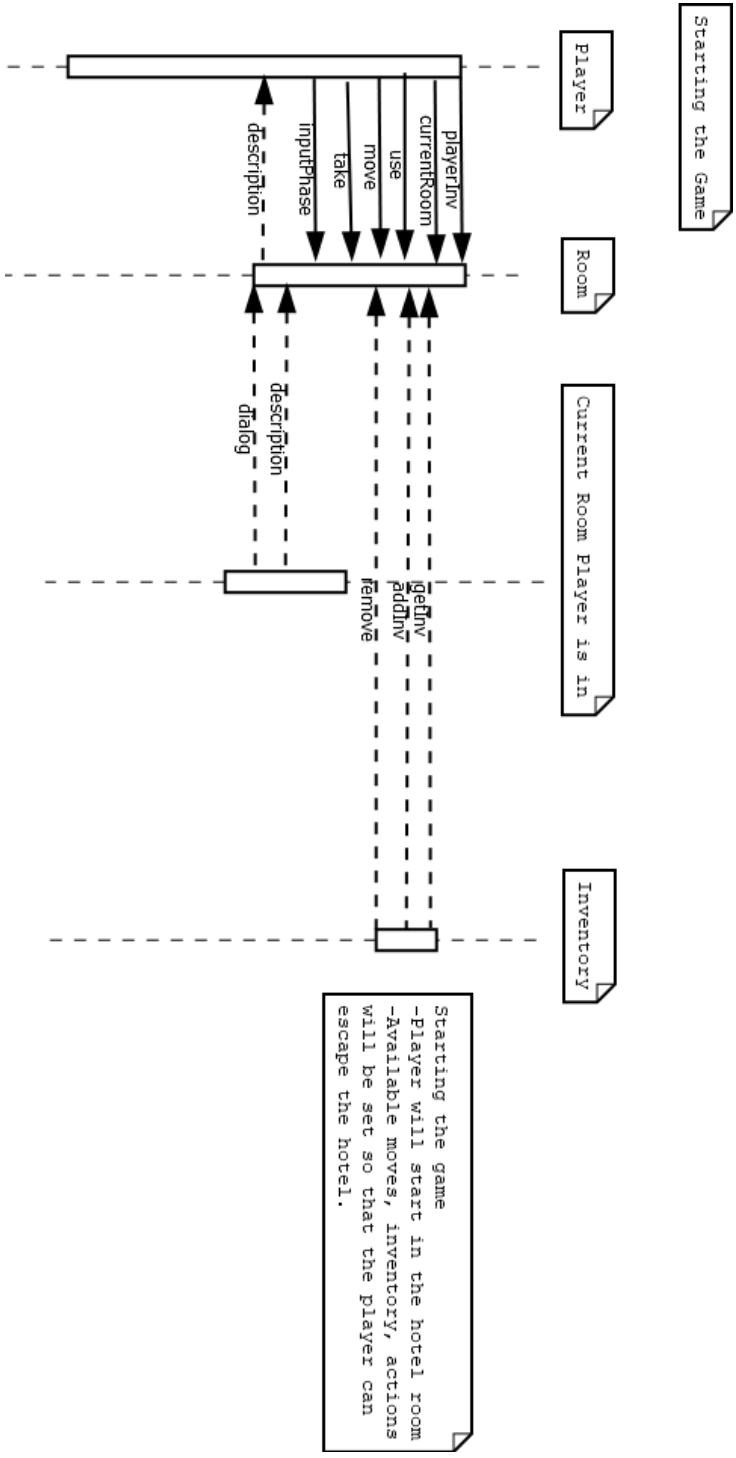 Starting the Game
Player
Room
Current Room Player is in
Inventory
playerInv
currentRoom
use
move
take
inputPhase
description
getInv
addInv
remove
description
dialog
Starting the game
-Player will start in the hotel room
-Available moves, inventory, actions
will be set so that the player can
escape the hotel.